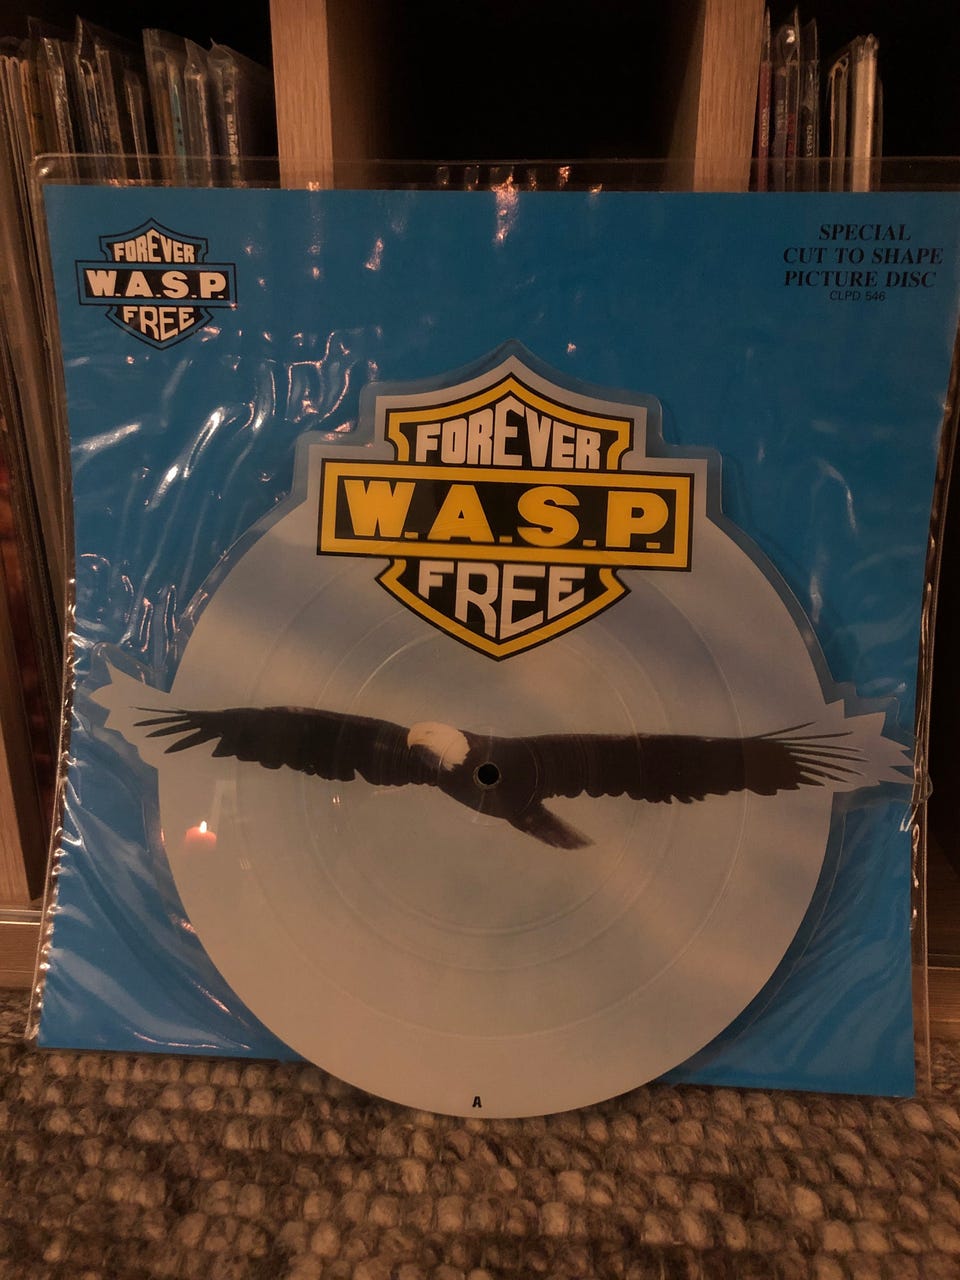 FOREVER
W.A.S.P.
FREE
SPECIAL
CUT TO SHAPE
PICTURE DISC
CLPD 546
FOREVER
W.A.S.P.
FREE
A